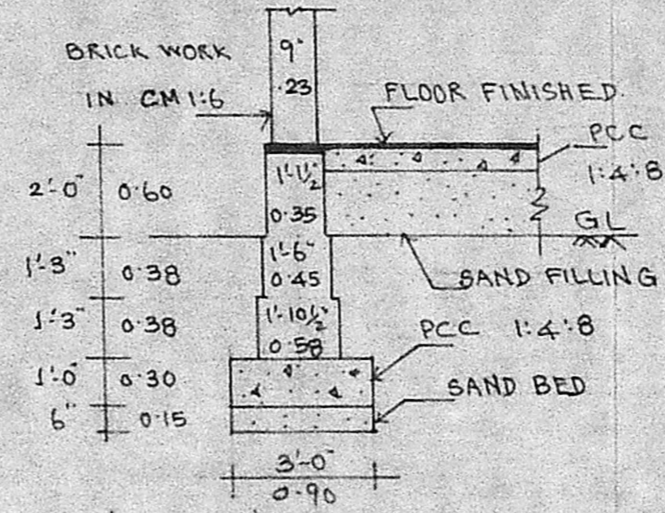 BRICK WORK
IN CM 1:6
9"
.23
FLOOR FINISHED.
PCC
1:4:8
2'-0" 0.60
1'-1½"
0.35
GL
1'-3" 0.38
1'-6"
0.45
SAND FILLING
1'-3" 0.38
1'-10½"
0.58
PCC 1:4:8
1'-0" 0.30
SAND BED
6" 0.15
3'-0"
0.90